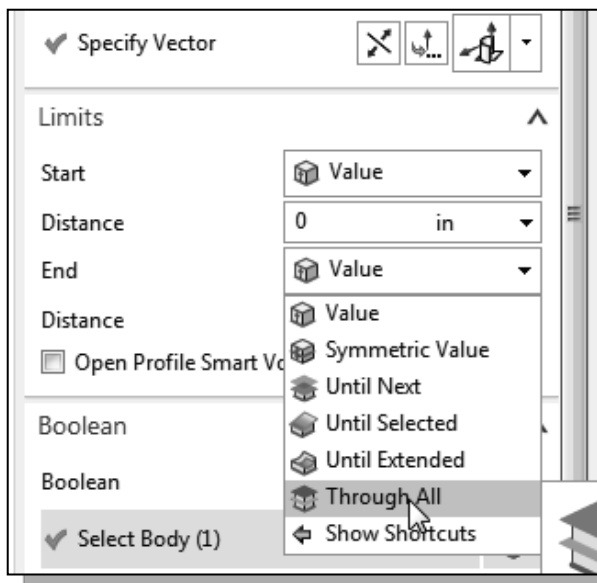 Specify Vector
Limits
Start Value
Distance 0 in
End Value
Distance Value
Symmetric Value
Open Profile Smart Vo
Until Next
Until Selected
Boolean
Until Extended
Boolean
Through All
Select Body (1)
Show Shortcuts